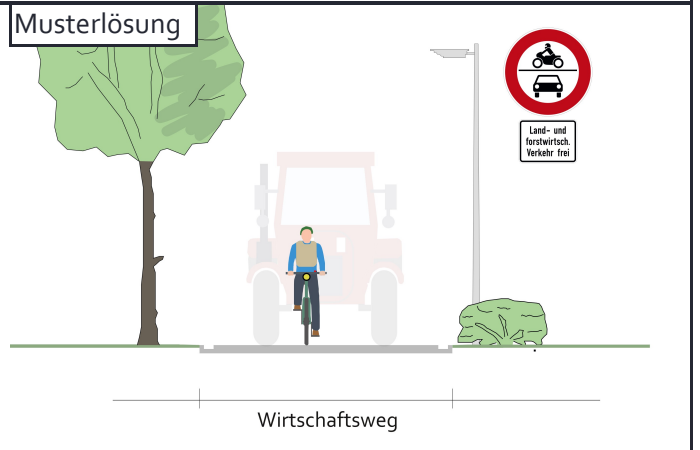 Musterlösung
Land- und
forstwirtsch.
Verkehr frei
Wirtschaftsweg